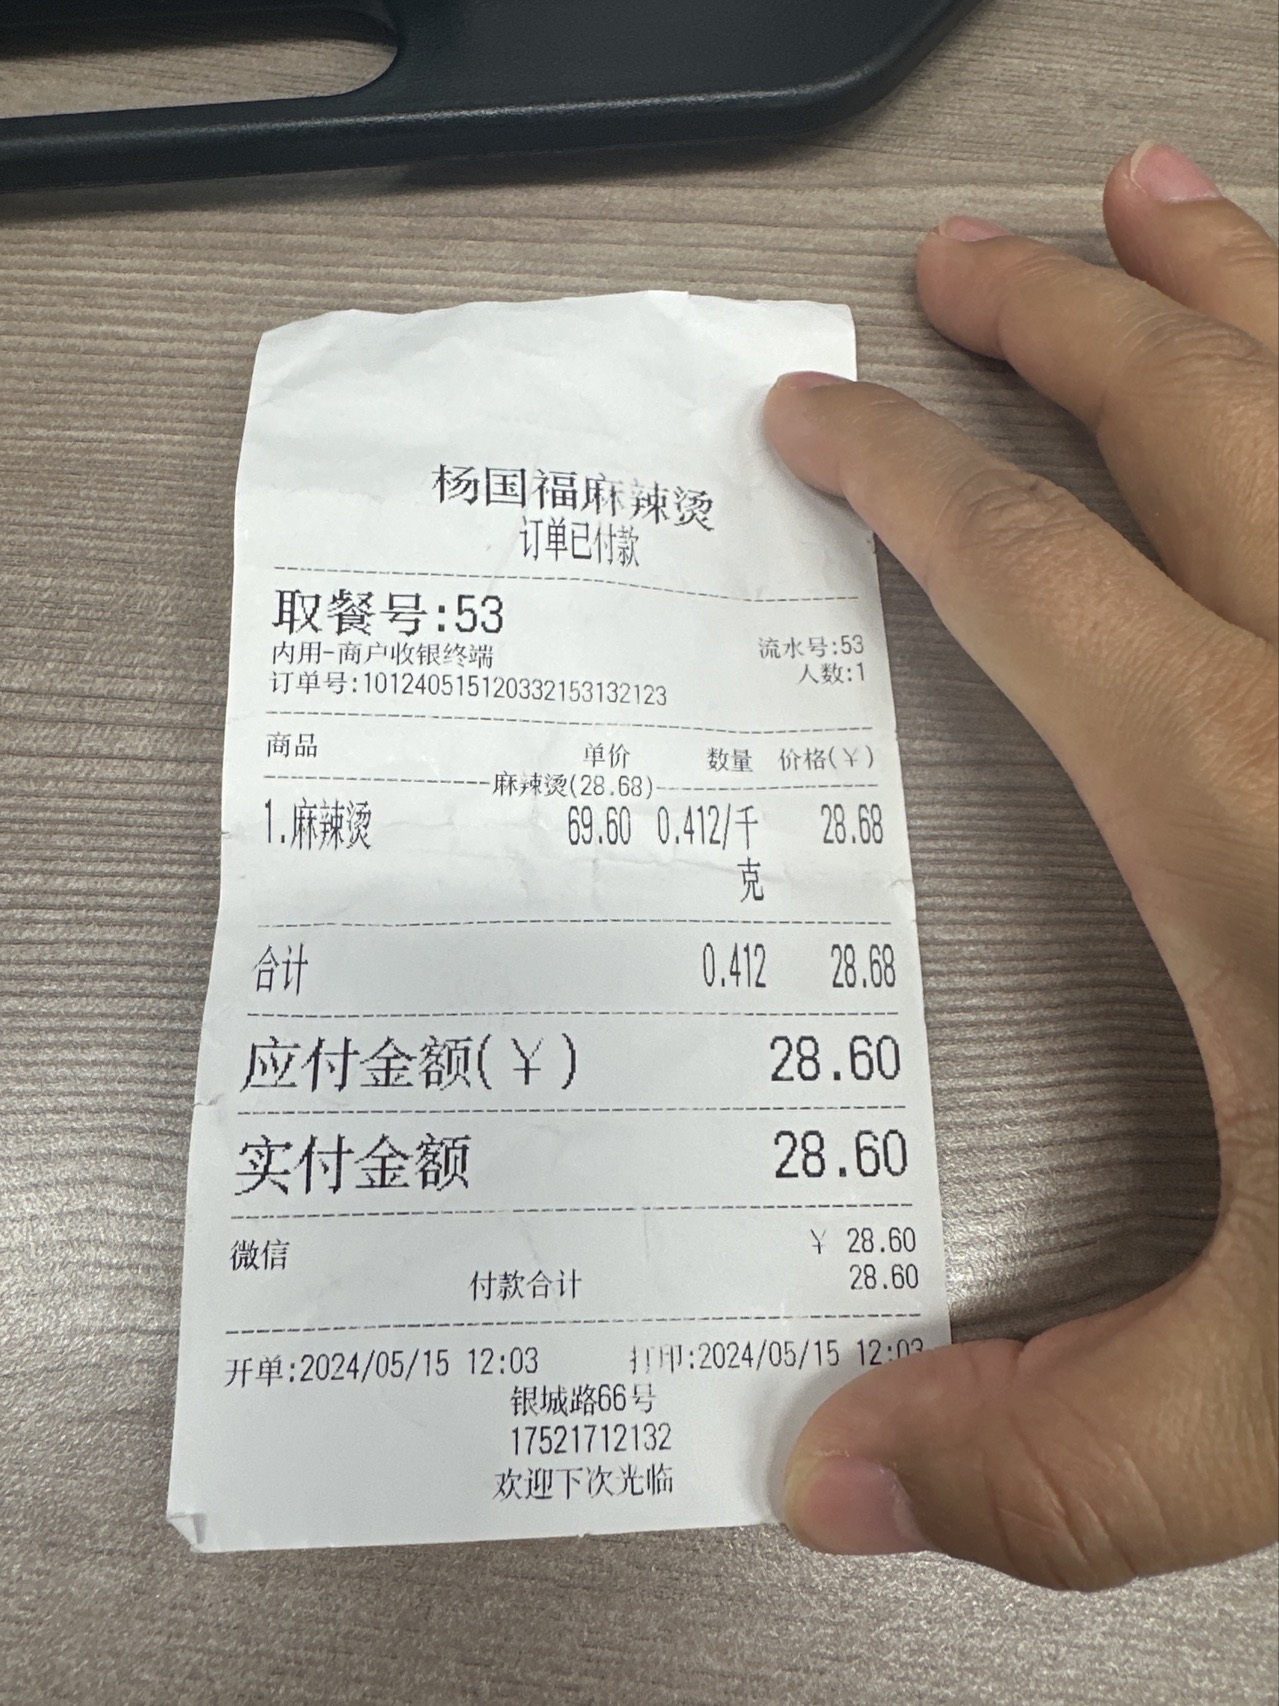 杨国福麻辣烫
订单已付款
取餐号:53
内用-商户收银终端 流水号:53
人数:1
订单号:101240515120332153132123
商品 单价 数量 价格(¥)
麻辣烫(28.68)
1.麻辣烫 69.60 0.412/千克 28.68
合计 0.412 28.68
应付金额(¥) 28.60
实付金额 28.60
微信 ¥ 28.60
付款合计 28.60
开单:2024/05/15 12:03 打印:2024/05/15 12:03
银城路66号
17521712132
欢迎下次光临